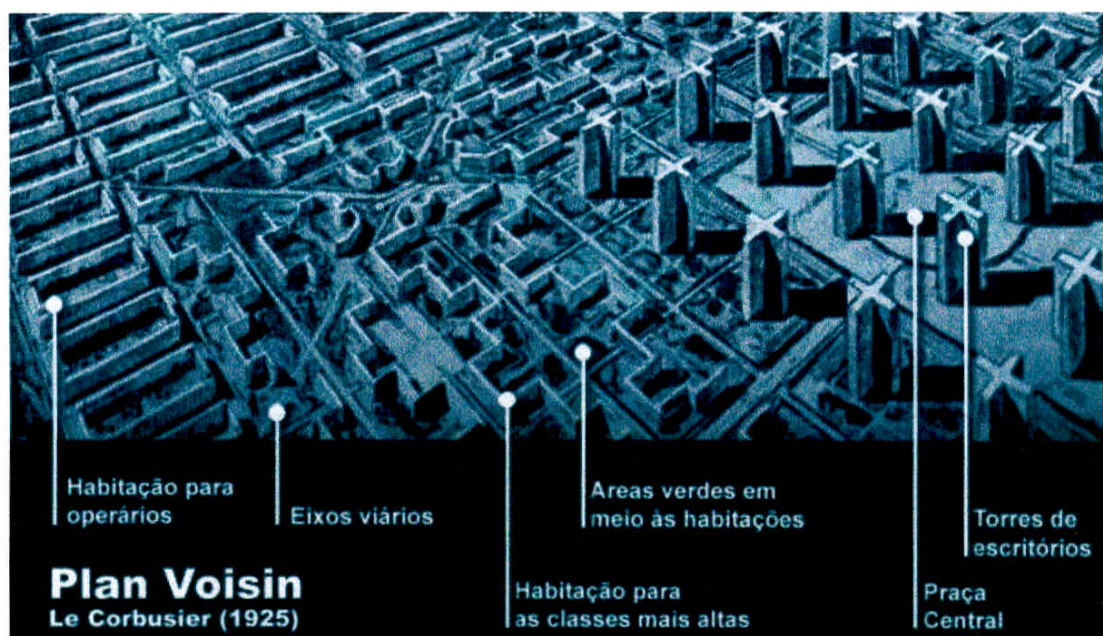 Habitação para
operários
Eixos viários
Areas verdes em
meio às habitações
Torres de
escritórios
Plan Voisin
Le Corbusier (1925)
Habitação para
as classes mais altas
Praça
Central